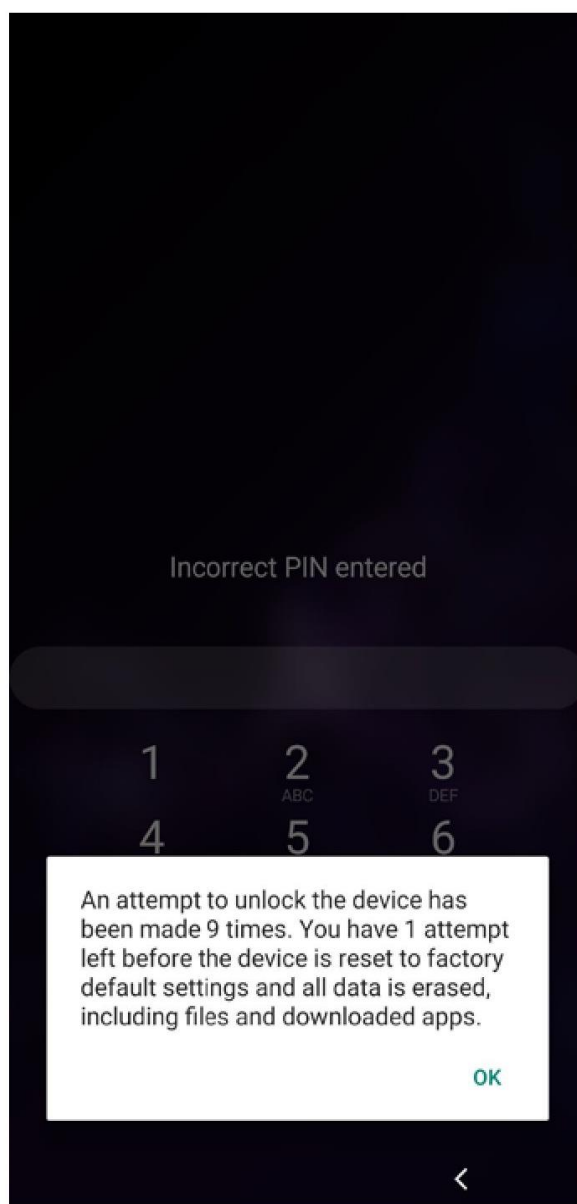 Incorrect PIN entered
1 2 3
ABC DEF
4 5 6
An attempt to unlock the device has
been made 9 times. You have 1 attempt
left before the device is reset to factory
default settings and all data is erased,
including files and downloaded apps.
OK